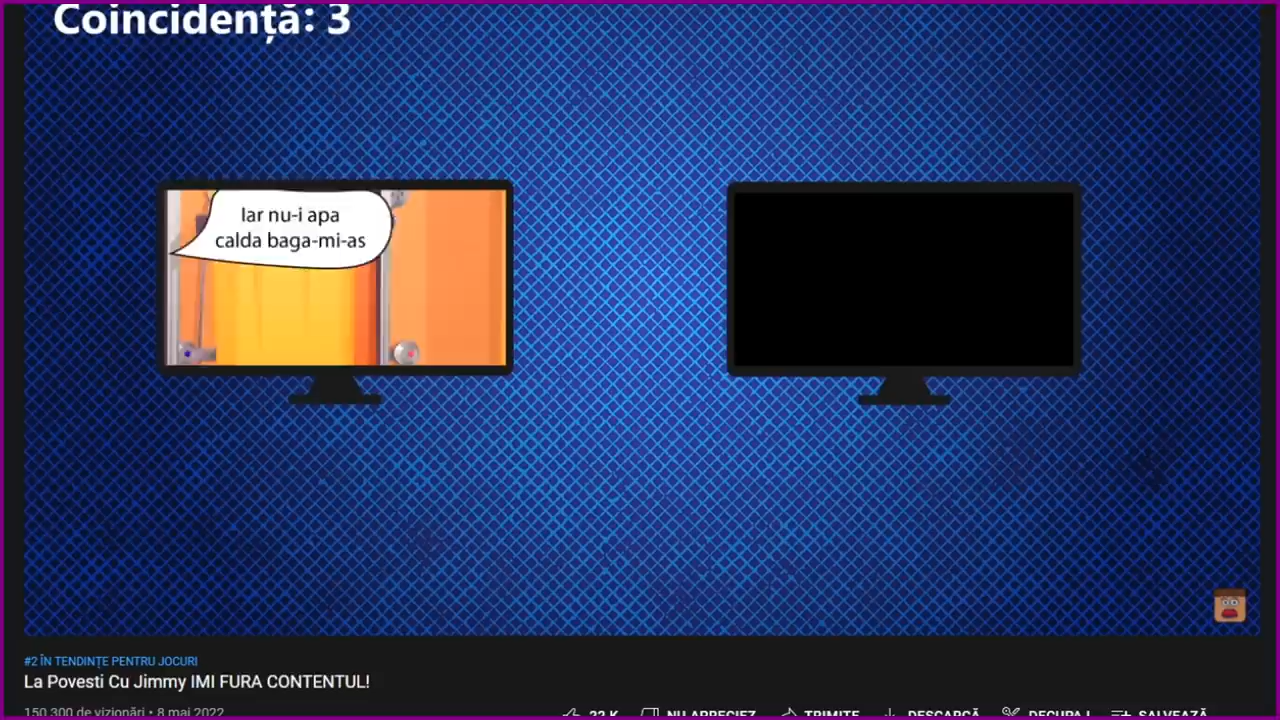 Coincidență: 3
Iar nu-i apa
calda baga-mi-as
#2 ÎN TENDINȚE PENTRU JOCURI
La Povesti Cu Jimmy IMI FURA CONTENTUL!
150.300 de vizionări • 8 mai 2022
22 K
NU APRECIEZ
TRIMITE
DESCARCĂ
SALVEAZĂ